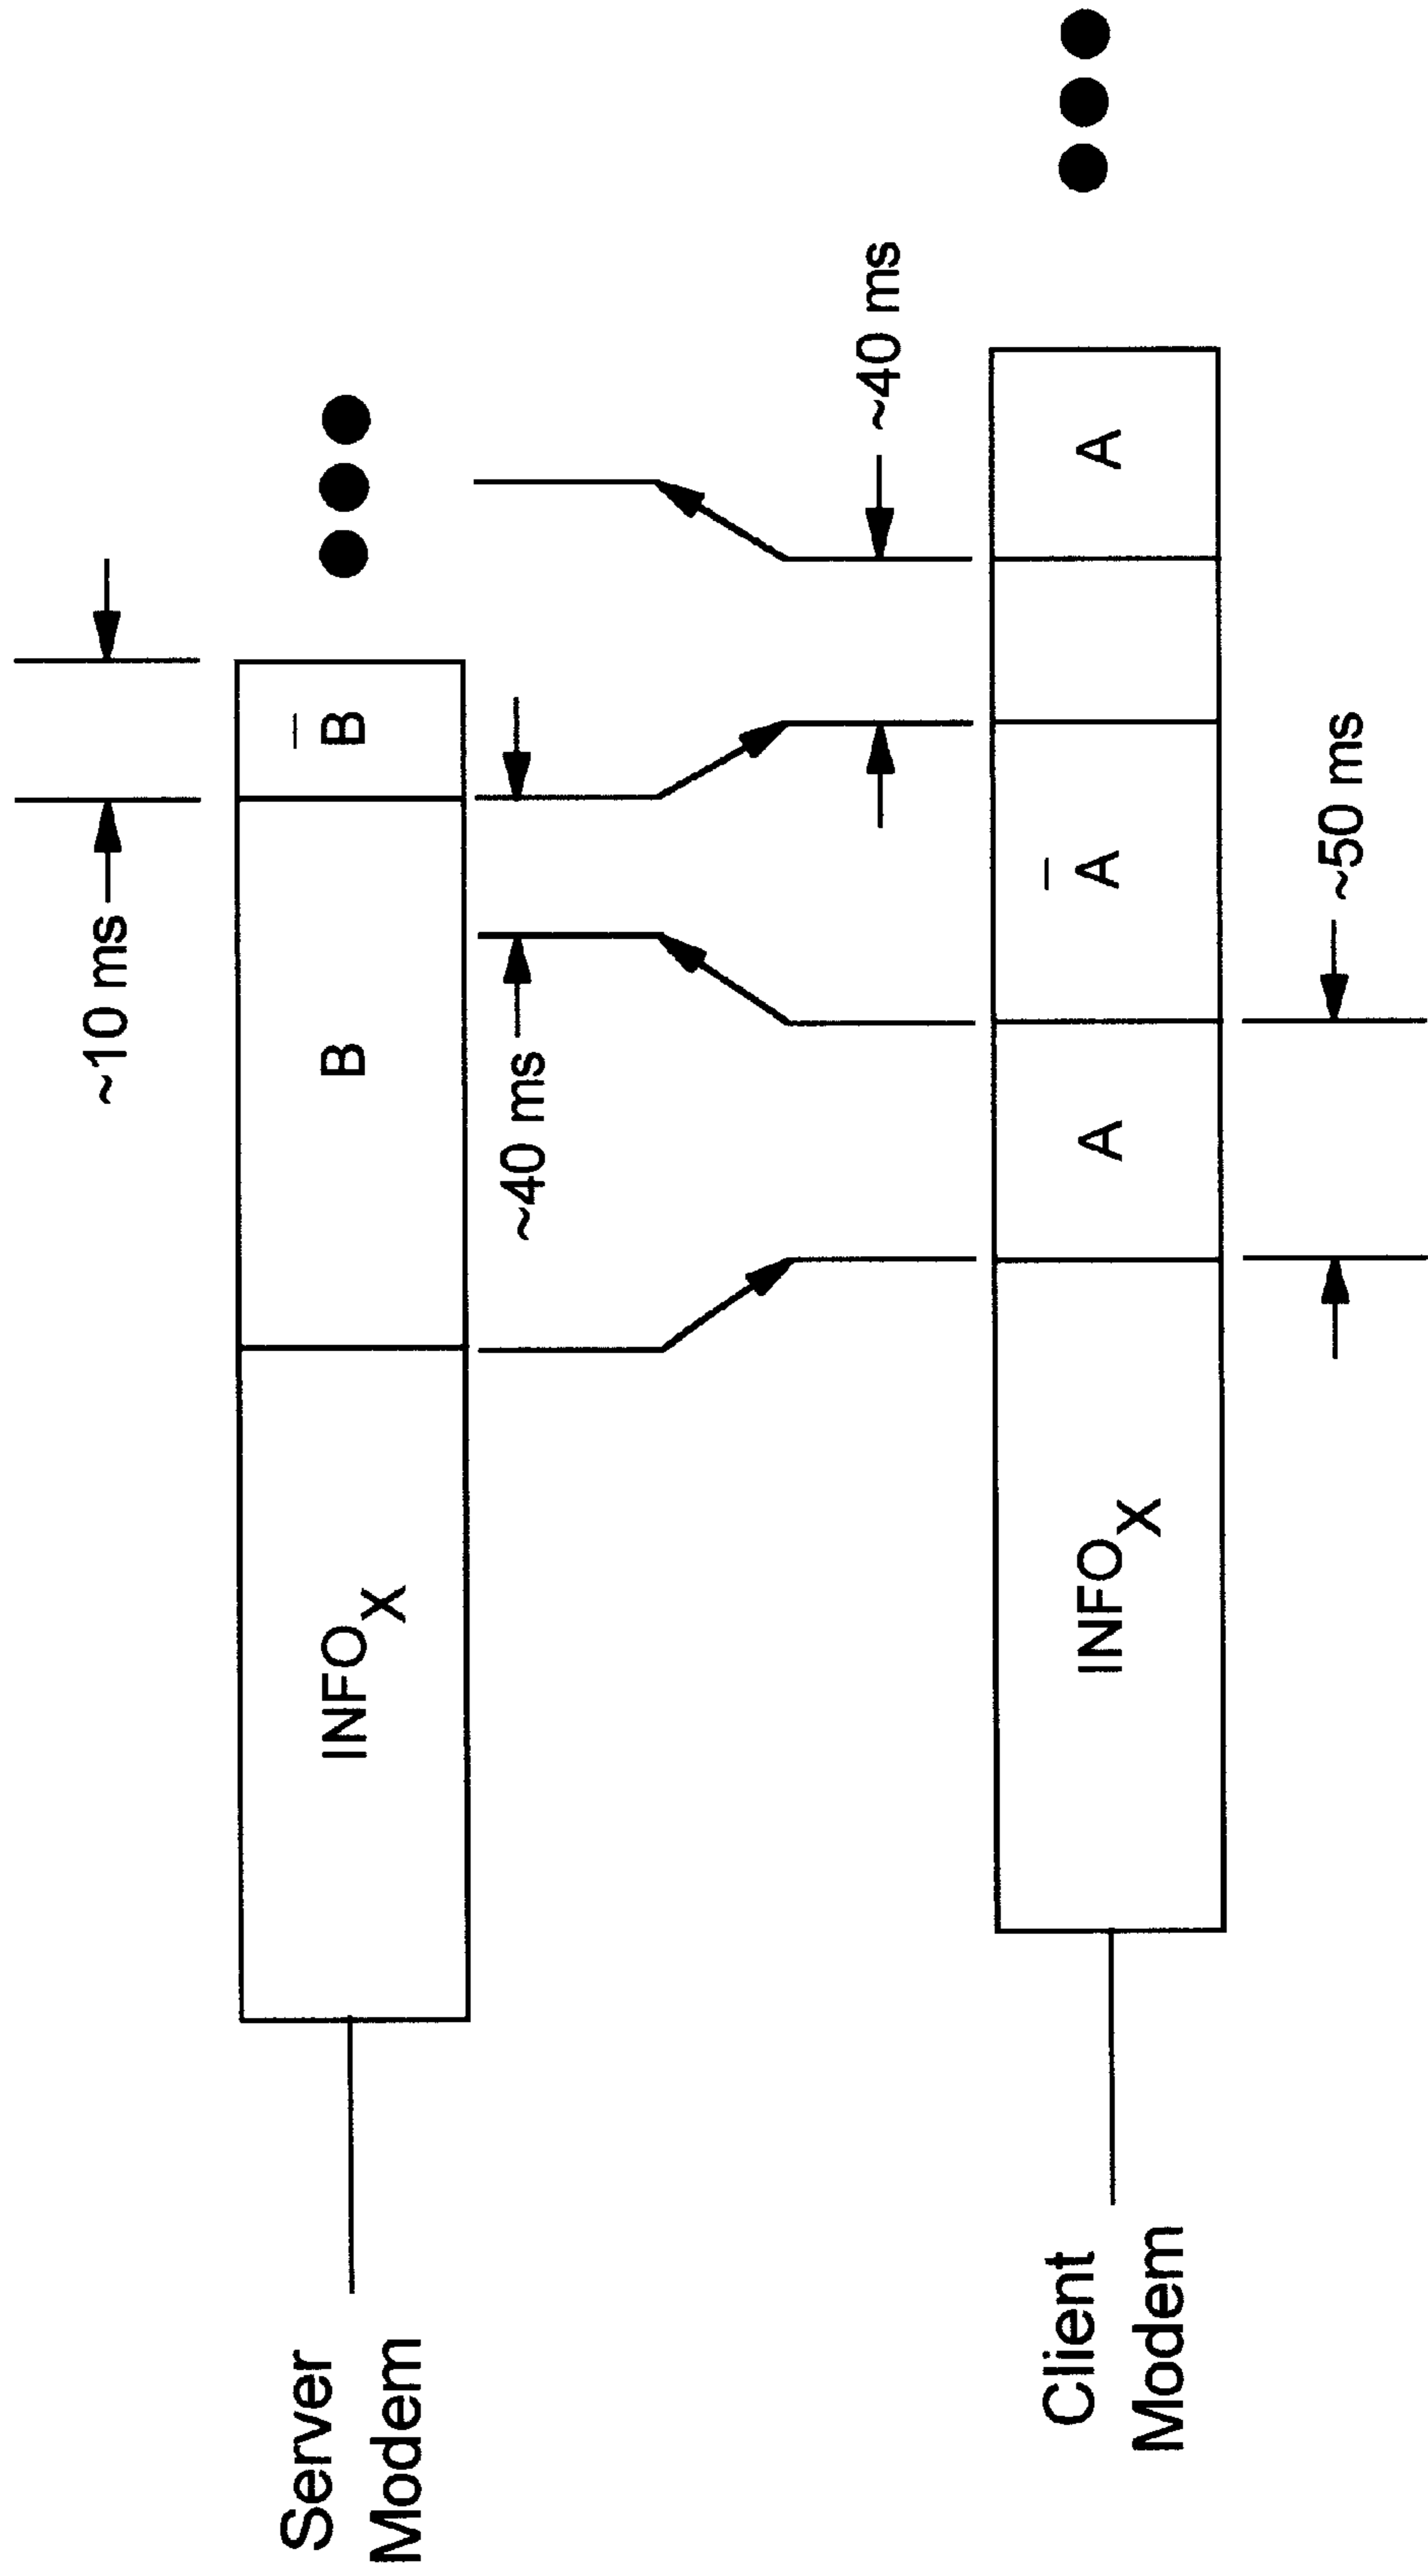 ~10 ms
Server
Modem
INFOX
B
B̅
~40 ms
~40 ms
Client
Modem
INFOX
A
A̅
A
~50 ms